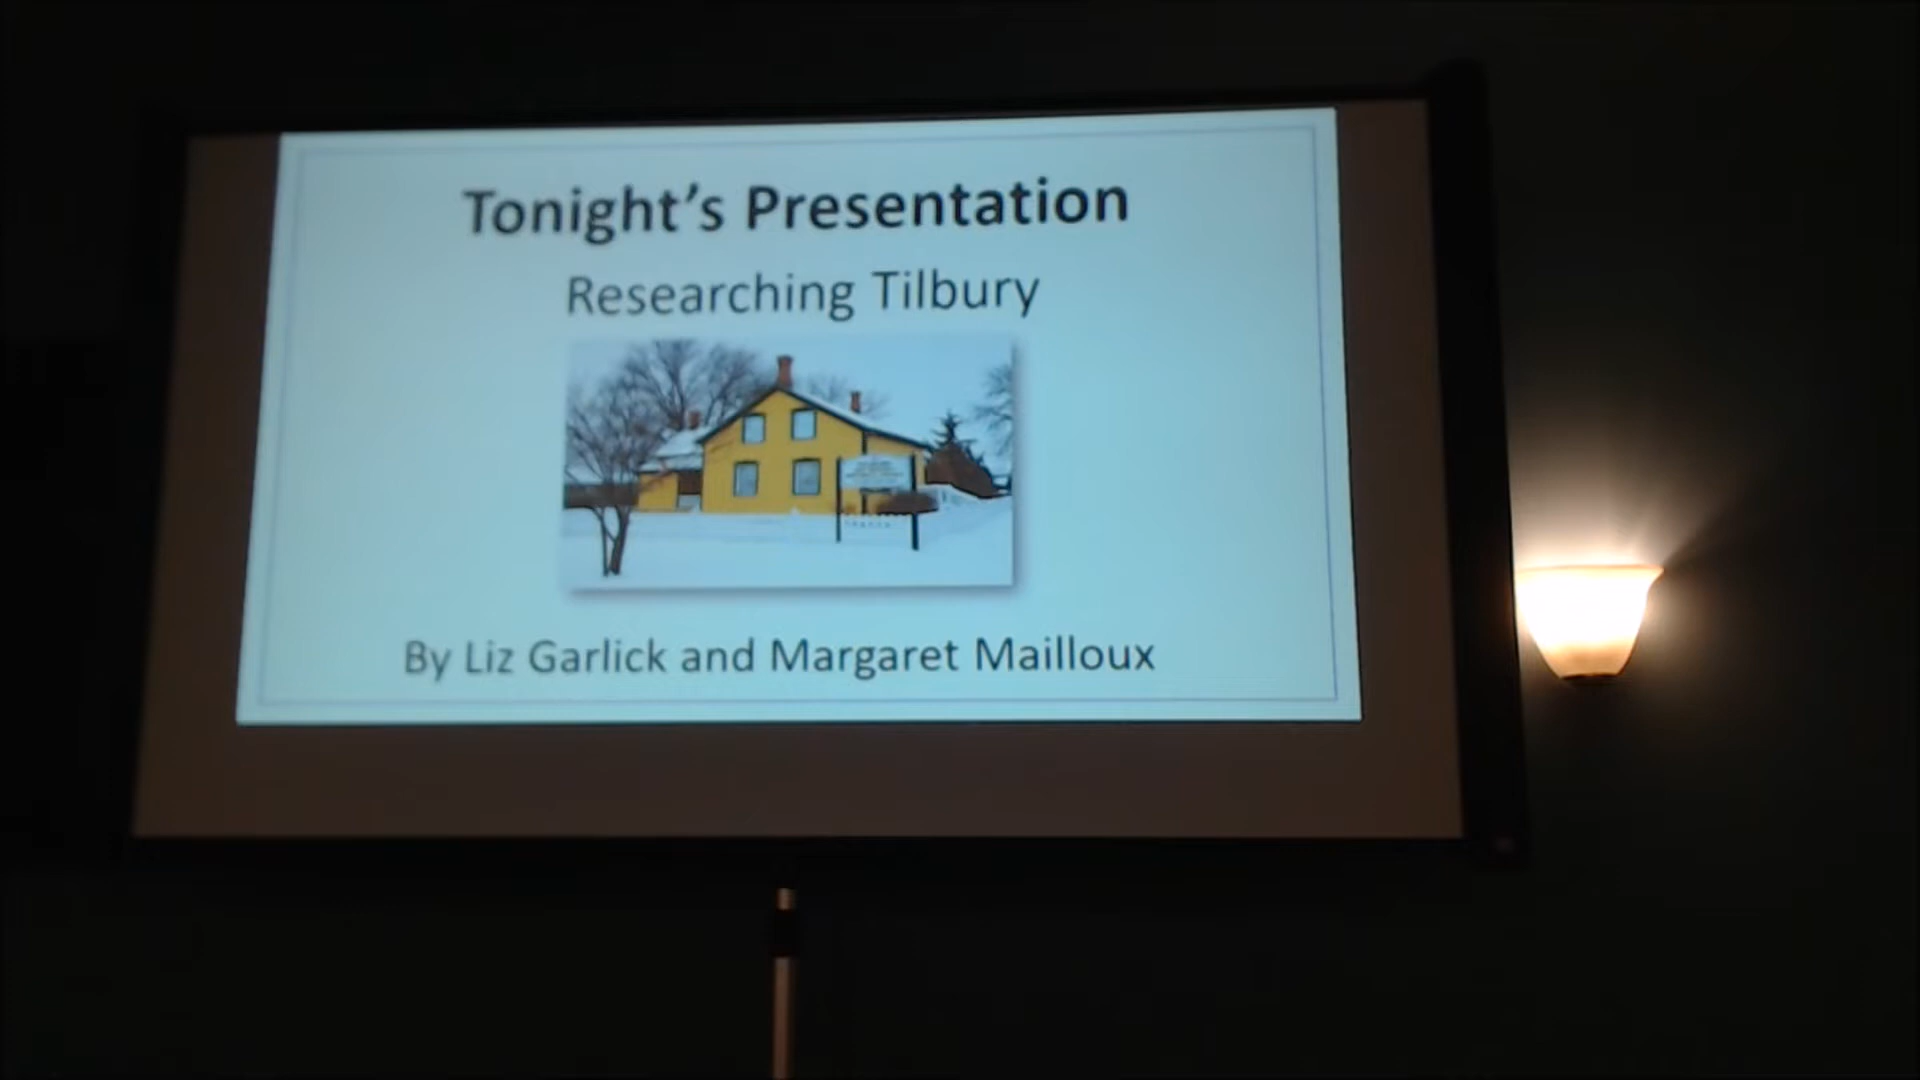 Tonight’s Presentation
Researching Tilbury
By Liz Garlick and Margaret Mailloux